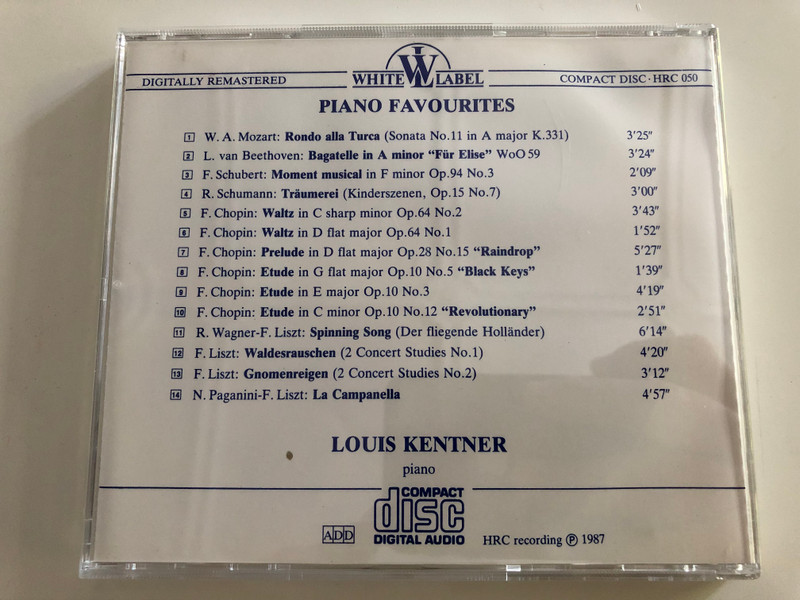 DIGITALLY REMASTERED
WL
WHITE LABEL
COMPACT DISC · HRC 050
PIANO FAVOURITES
1 W. A. Mozart: Rondo alla Turca (Sonata No.11 in A major K.331) 3'25"
2 L. van Beethoven: Bagatelle in A minor “Für Elise” WoO 59 3'24"
3 F. Schubert: Moment musical in F minor Op.94 No.3 2'09"
4 R. Schumann: Träumerei (Kinderszenen, Op.15 No.7) 3'00"
5 F. Chopin: Waltz in C sharp minor Op.64 No.2 3'43"
6 F. Chopin: Waltz in D flat major Op.64 No.1 1'52"
7 F. Chopin: Prelude in D flat major Op.28 No.15 “Raindrop” 5'27"
8 F. Chopin: Etude in G flat major Op.10 No.5 “Black Keys” 1'39"
9 F. Chopin: Etude in E major Op.10 No.3 4'19"
10 F. Chopin: Etude in C minor Op.10 No.12 “Revolutionary” 2'51"
11 R. Wagner-F. Liszt: Spinning Song (Der fliegende Holländer) 6'14"
12 F. Liszt: Waldesrauschen (2 Concert Studies No.1) 4'20"
13 F. Liszt: Gnomenreigen (2 Concert Studies No.2) 3'12"
14 N. Paganini-F. Liszt: La Campanella 4'57"
LOUIS KENTNER
piano
ADD
COMPACT
disc
DIGITAL AUDIO
HRC recording ℗ 1987